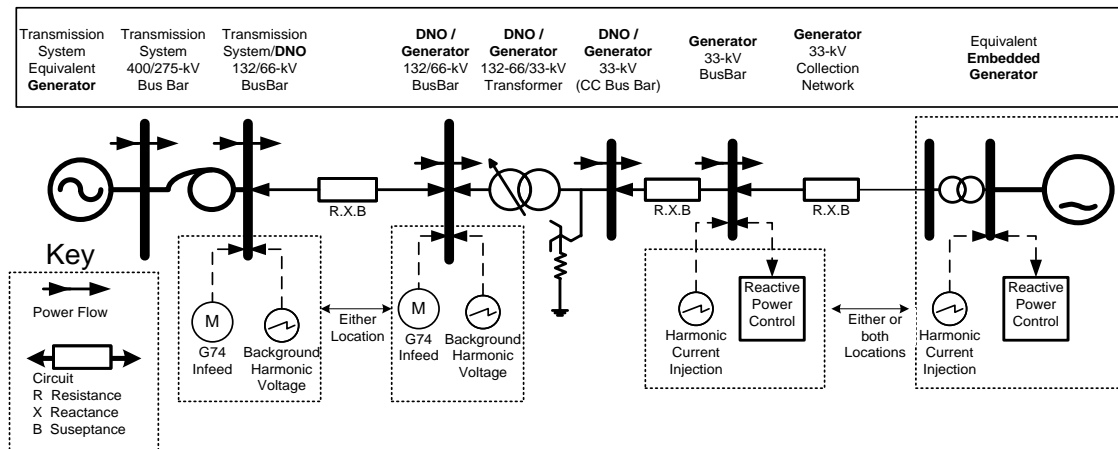 Transmission
System
Equivalent
Generator
Transmission
System
400/275-kV
Bus Bar
Transmission
System/DNO
132/66-kV
BusBar
DNO /
Generator
132/66-kV
BusBar
DNO /
Generator
132-66/33-kV
Transformer
DNO /
Generator
33-kV
(CC Bus Bar)
Generator
33-kV
BusBar
Generator
33-kV
Collection
Network
Equivalent
Embedded
Generator
R.X.B
R.X.B
R.X.B
Key
Power Flow
Circuit
R Resistance
X Reactance
B Suseptance
M
G74
Infeed
Background
Harmonic
Voltage
Either
Location
M
G74
Infeed
Background
Harmonic
Voltage
Harmonic
Current
Injection
Reactive
Power
Control
Either or
both
Locations
Harmonic
Current
Injection
Reactive
Power
Control